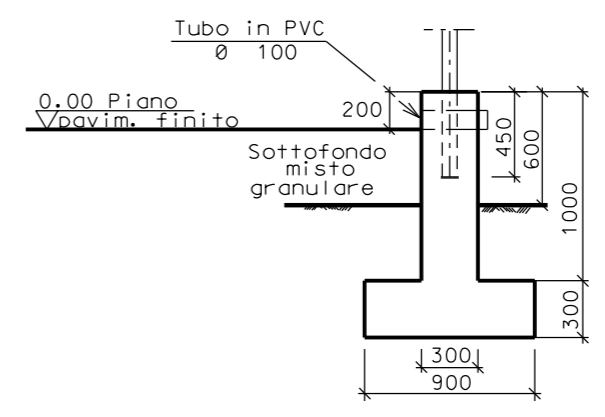 Tubo in PVC
Ø 100
0.00 Piano
pavim. finito
200
Sottofondo
misto
granulare
450
600
1000
300
300
900